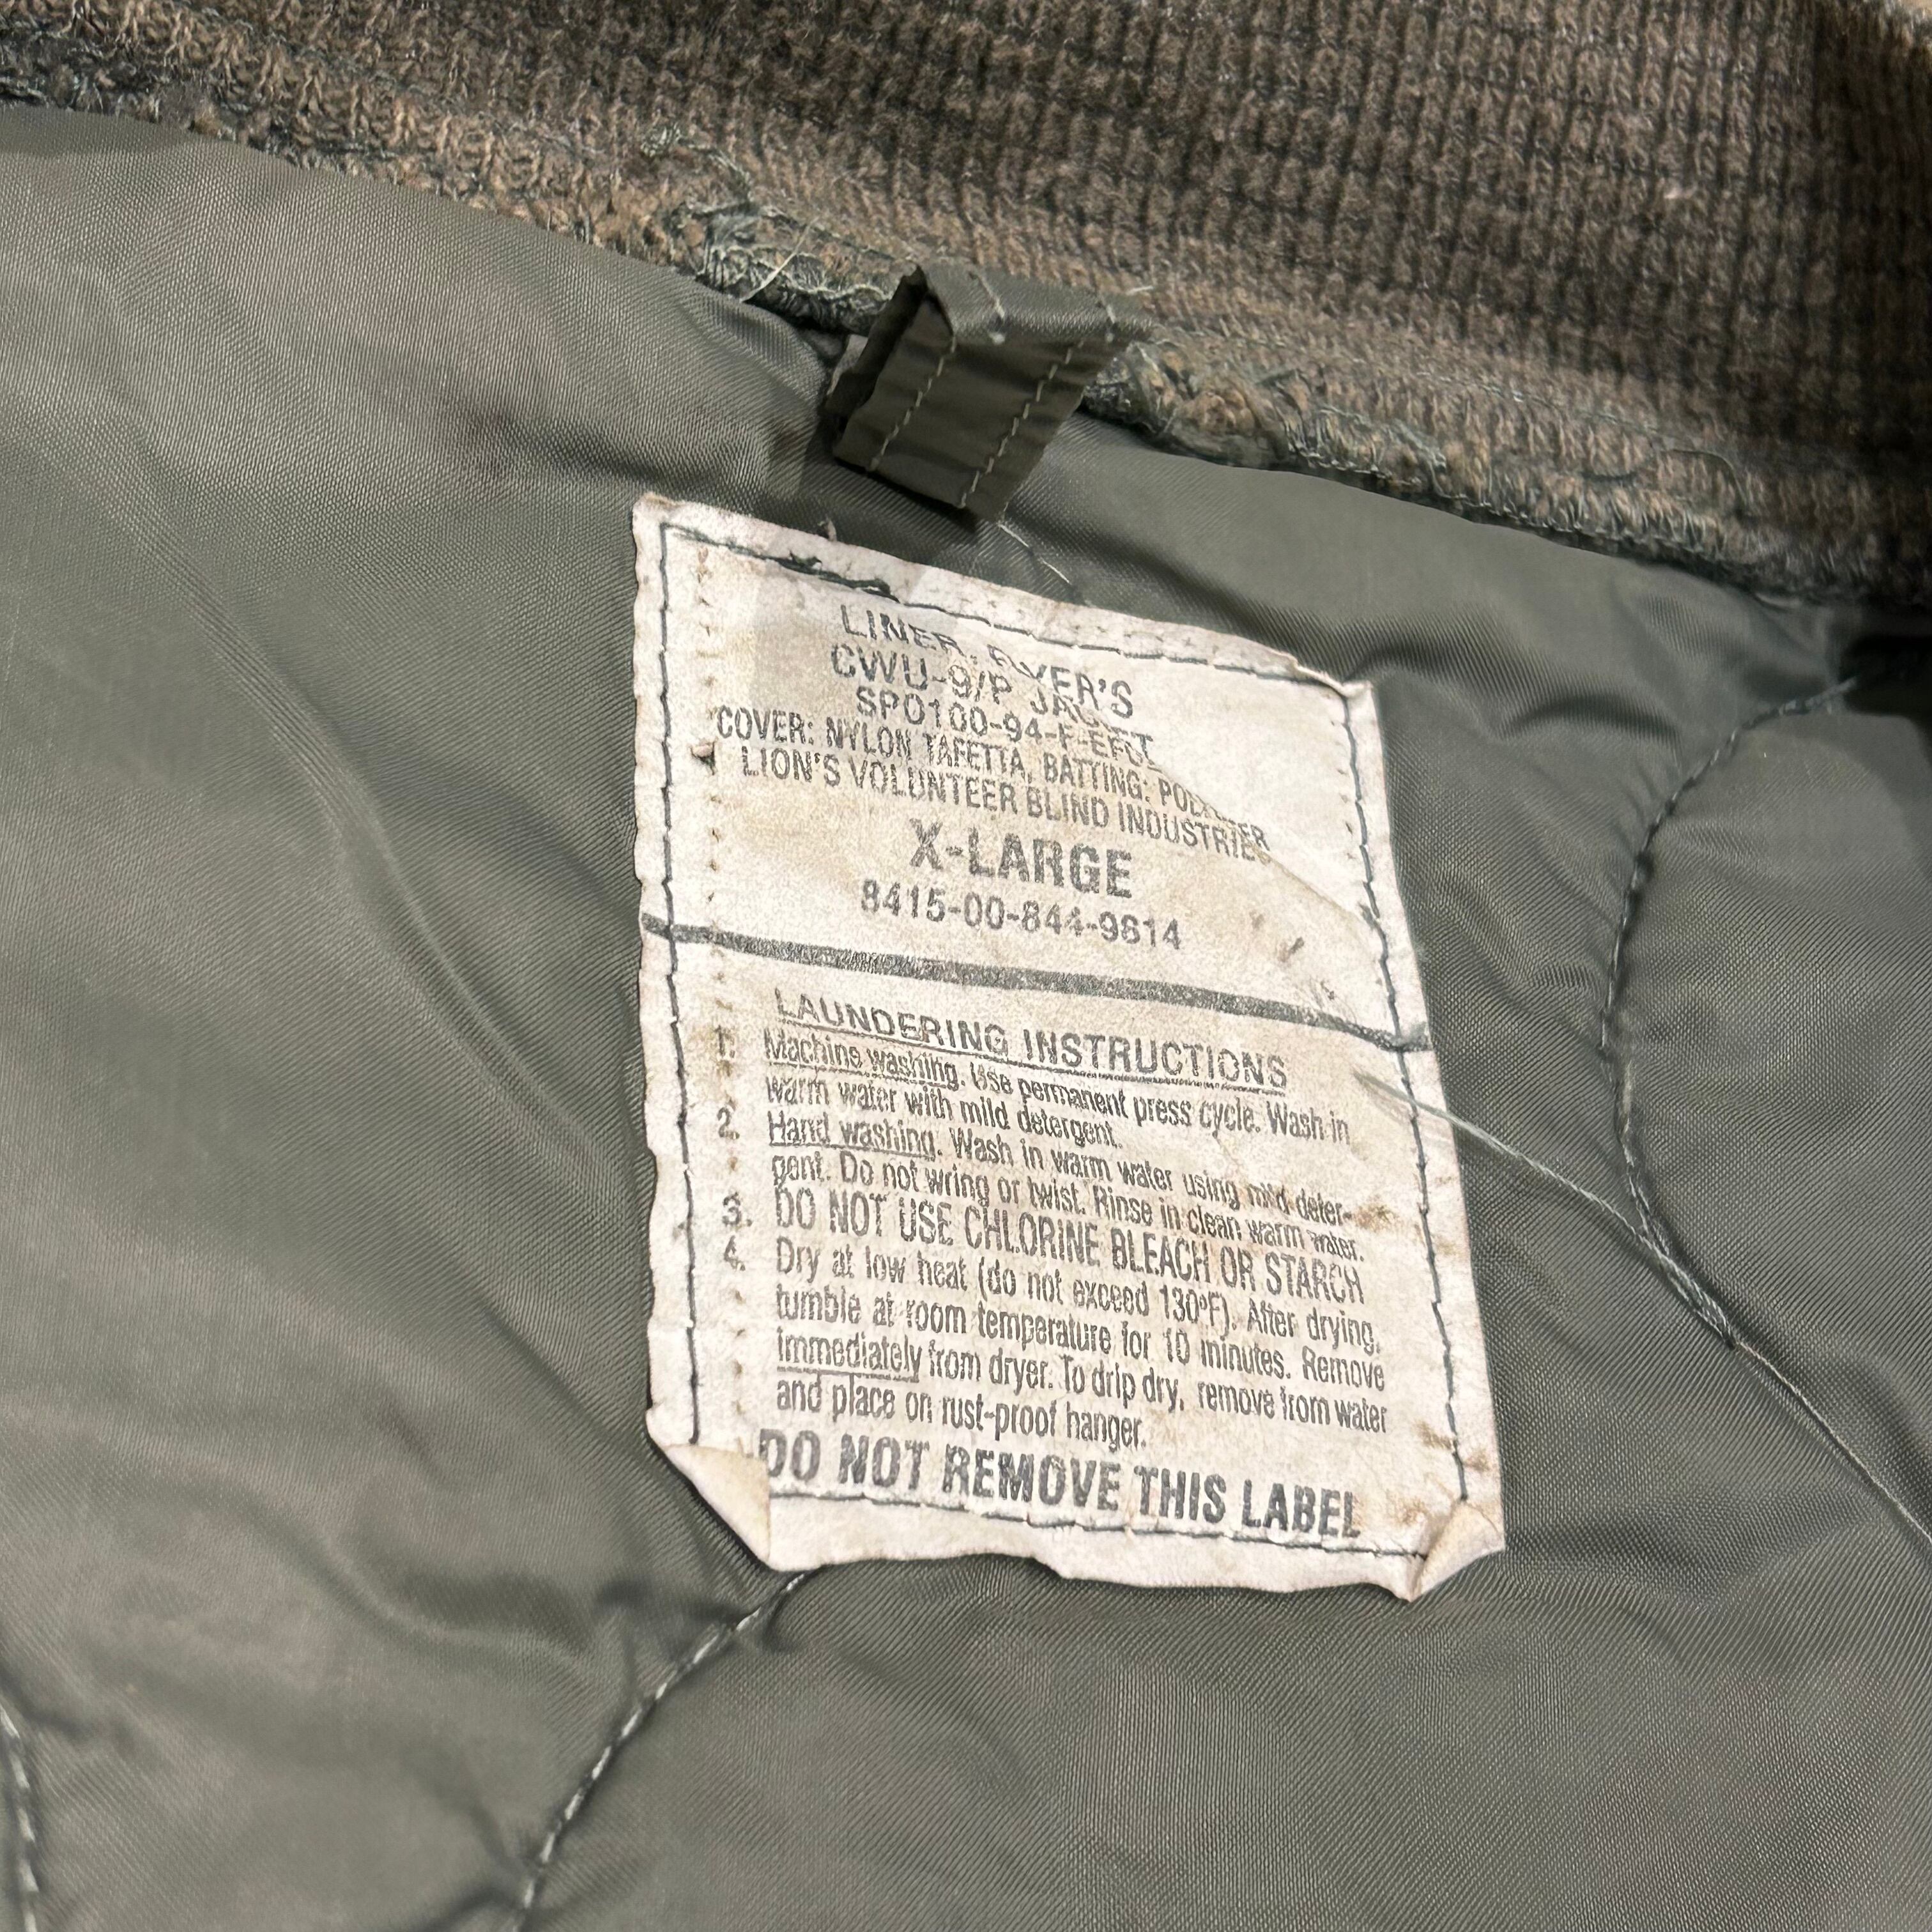 LINER, FLYER'S
CWU-9/P JACKET
SPO100-94-F-EF
COVER: NYLON TAFETTA, BATTING: POLYESTER
LION'S VOLUNTEER BLIND INDUSTRIES
X-LARGE
8415-00-844-9814
LAUNDERING INSTRUCTIONS
1. Machine washing. Use permanent press cycle. Wash in
warm water with mild detergent.
2. Hand washing. Wash in warm water using mild deter-
gent. Do not wring or twist. Rinse in clean warm water.
3. DO NOT USE CHLORINE BLEACH OR STARCH
4. Dry at low heat (do not exceed 130°F). After drying,
tumble at room temperature for 10 minutes. Remove
immediately from dryer. To drip dry, remove from water
and place on rust-proof hanger.
DO NOT REMOVE THIS LABEL